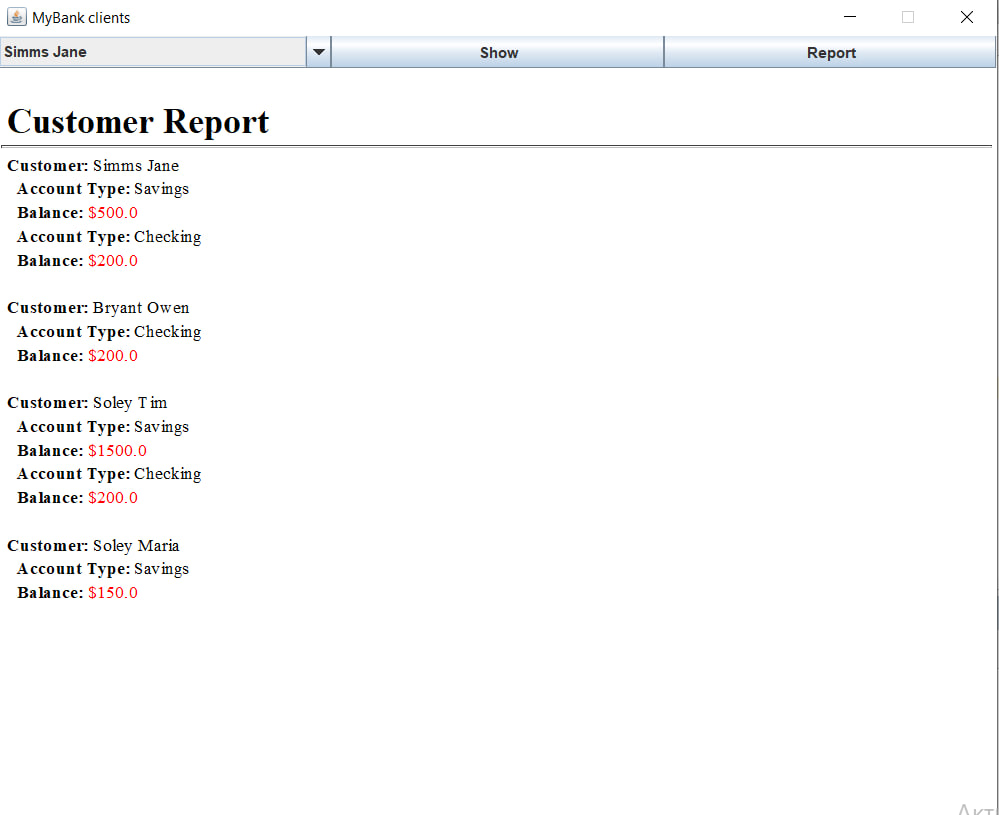 MyBank clients
Simms Jane
Show
Report
Customer Report
Customer: Simms Jane
Account Type: Savings
Balance: $500.0
Account Type: Checking
Balance: $200.0
Customer: Bryant Owen
Account Type: Checking
Balance: $200.0
Customer: Soley Tim
Account Type: Savings
Balance: $1500.0
Account Type: Checking
Balance: $200.0
Customer: Soley Maria
Account Type: Savings
Balance: $150.0